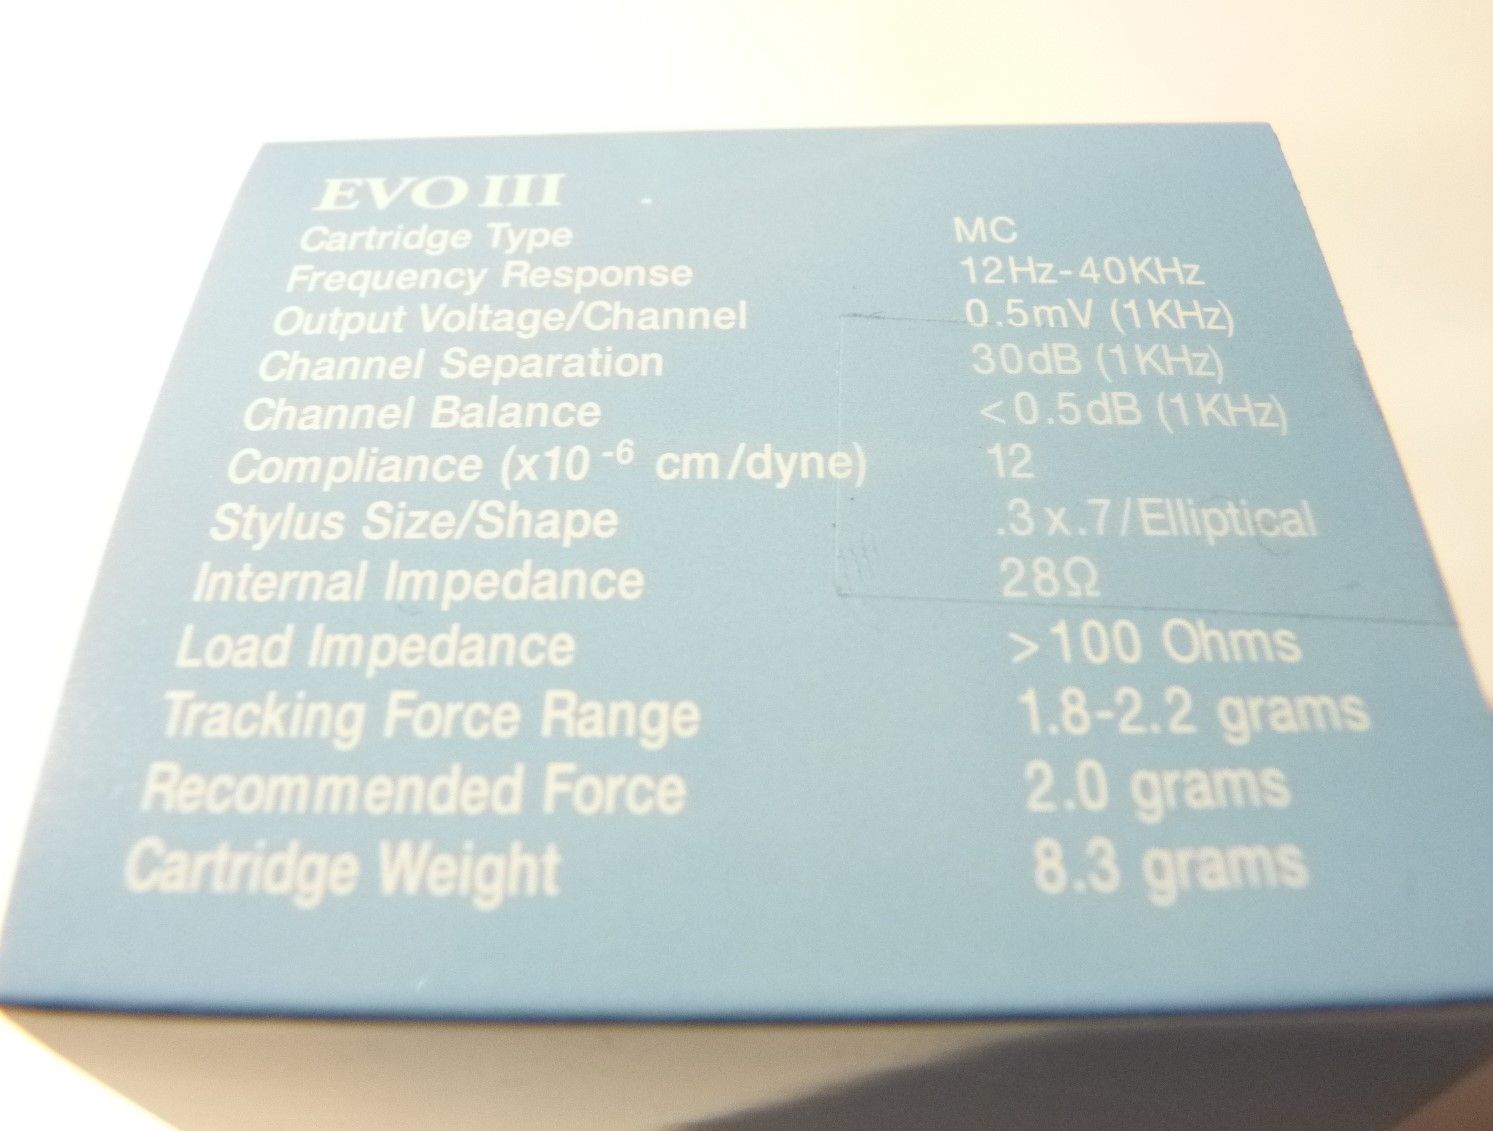 EVO III
Cartridge Type MC
Frequency Response 12Hz-40KHz
Output Voltage/Channel 0.5mV (1KHz)
Channel Separation 30dB (1KHz)
Channel Balance <0.5dB (1KHz)
Compliance (x10 -6 cm/dyne) 12
Stylus Size/Shape .3x.7/Elliptical
Internal Impedance 28Ω
Load Impedance >100 Ohms
Tracking Force Range 1.8-2.2 grams
Recommended Force 2.0 grams
Cartridge Weight 8.3 grams